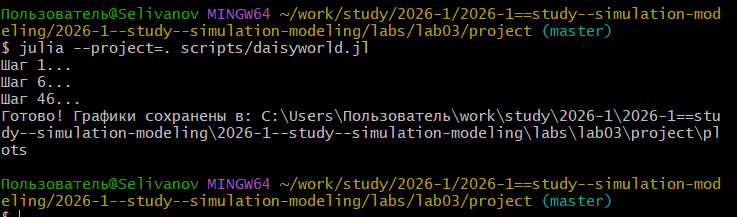 Пользователь@Selivanov MINGW64 ~/work/study/2026-1/2026-1==study--simulation-mod
eling/2026-1--study--simulation-modeling/labs/lab03/project (master)
$ julia --project=. scripts/daisyworld.jl
Шаг 1...
Шаг 6...
Шаг 46...
Готово! Графики сохранены в: C:\Users\Пользователь\work\study\2026-1\2026-1==stu
dy--simulation-modeling\2026-1--study--simulation-modeling\labs\lab03\project\pl
ots
Пользователь@Selivanov MINGW64 ~/work/study/2026-1/2026-1==study--simulation-mod
eling/2026-1--study--simulation-modeling/labs/lab03/project (master)
$